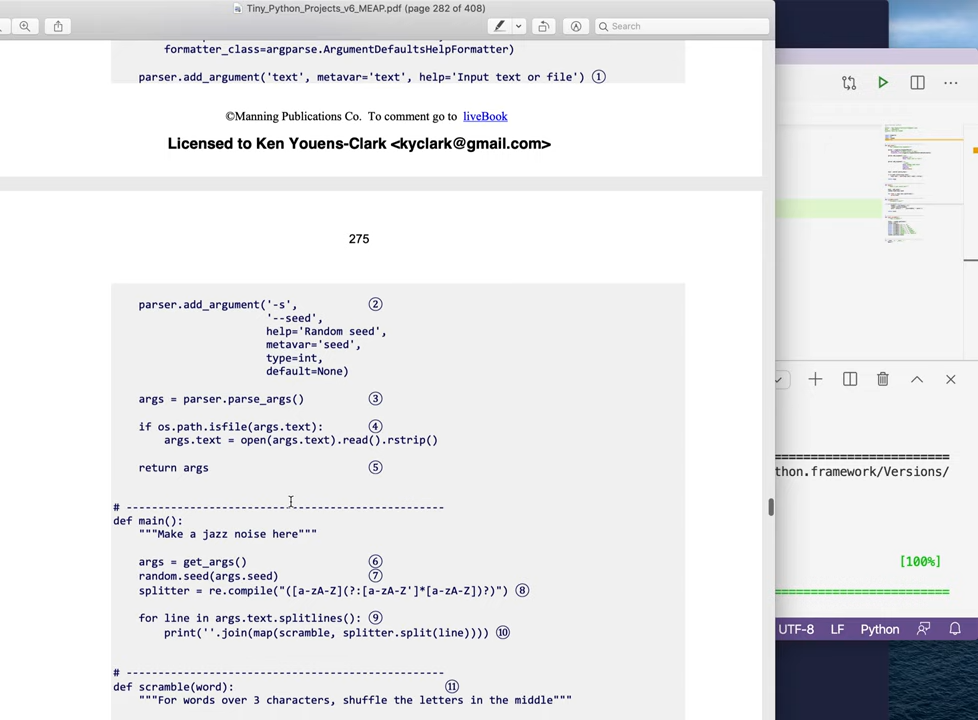 Tiny_Python_Projects_v6_MEAP.pdf (page 282 of 408)
Search
formatter_class=argparse.ArgumentDefaultsHelpFormatter)
parser.add_argument('text', metavar='text', help='Input text or file') ①
©Manning Publications Co. To comment go to liveBook
Licensed to Ken Youens-Clark <kyclark@gmail.com>
275
parser.add_argument('-s', ②
'--seed',
help='Random seed',
metavar='seed',
type=int,
default=None)
args = parser.parse_args() ③
if os.path.isfile(args.text): ④
args.text = open(args.text).read().rstrip()
return args ⑤
# --------------------------------------------------
def main():
"""Make a jazz noise here"""
args = get_args() ⑥
random.seed(args.seed) ⑦
splitter = re.compile("([a-zA-Z](?:[a-zA-Z']*[a-zA-Z])?)") ⑧
for line in args.text.splitlines(): ⑨
print(''.join(map(scramble, splitter.split(line)))) ⑩
# --------------------------------------------------
def scramble(word): ⑪
"""For words over 3 characters, shuffle the letters in the middle"""
========================
thon.framework/Versions/
[100%]
========================
UTF-8 LF Python